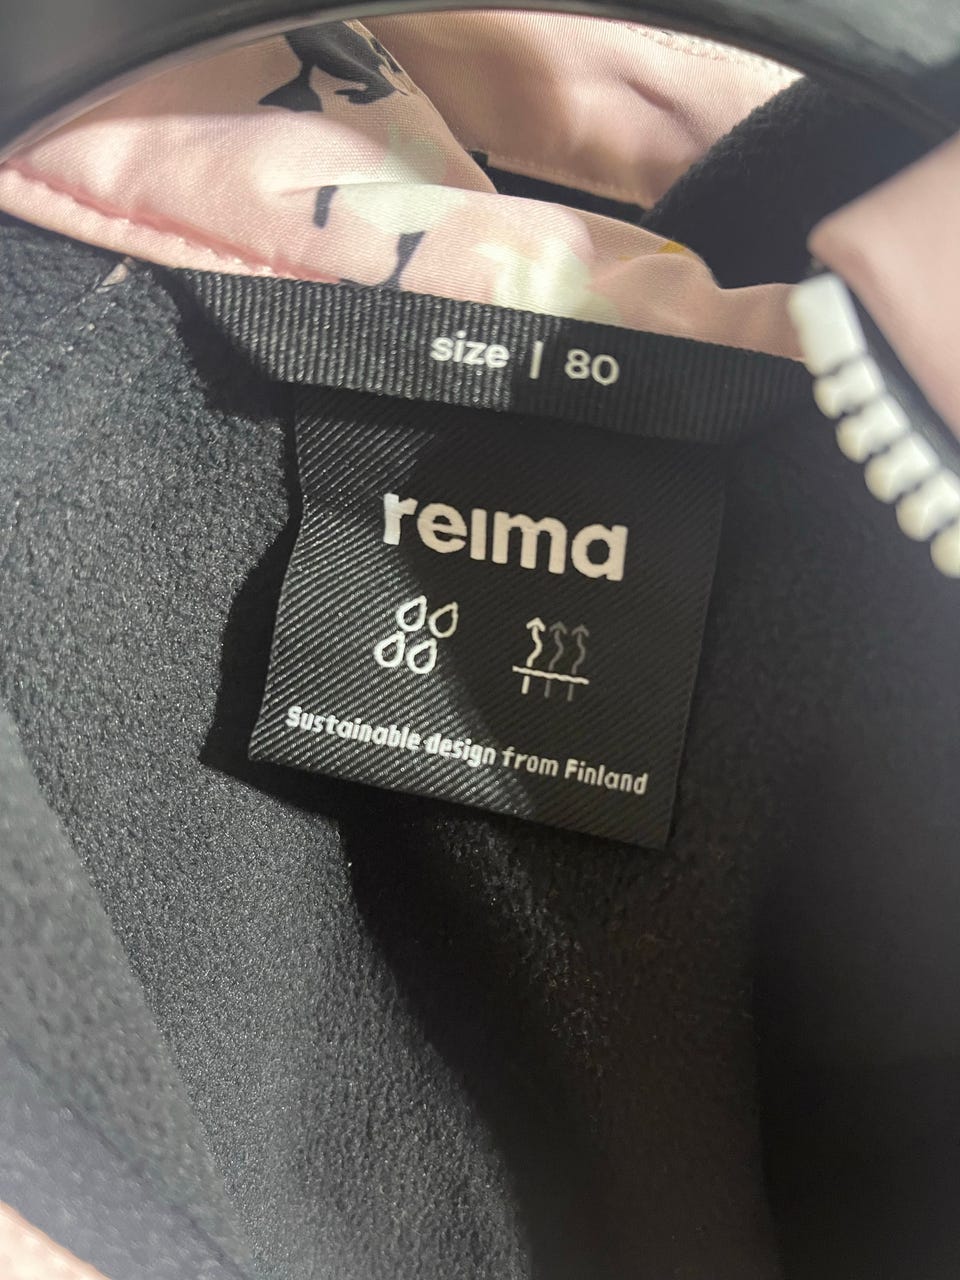 size | 80
reima
Sustainable design from Finland